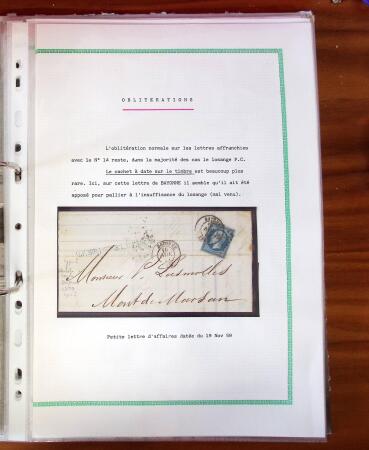 OBLITERATIONS
L'oblitération normale sur les lettres affranchies
avec le N° 14 reste, dans la majorité des cas le losange P.C.
Le cachet à date sur le timbre est beaucoup plus
rare. Ici, sur cette lettre de BAYONNE il semble qu'il ait été
apposé pour pallier à l'insuffisance du losange (mal venu).
Monsieur P.
Mont de Marsan
Petite lettre d'affaires datée du 19 Nov 59